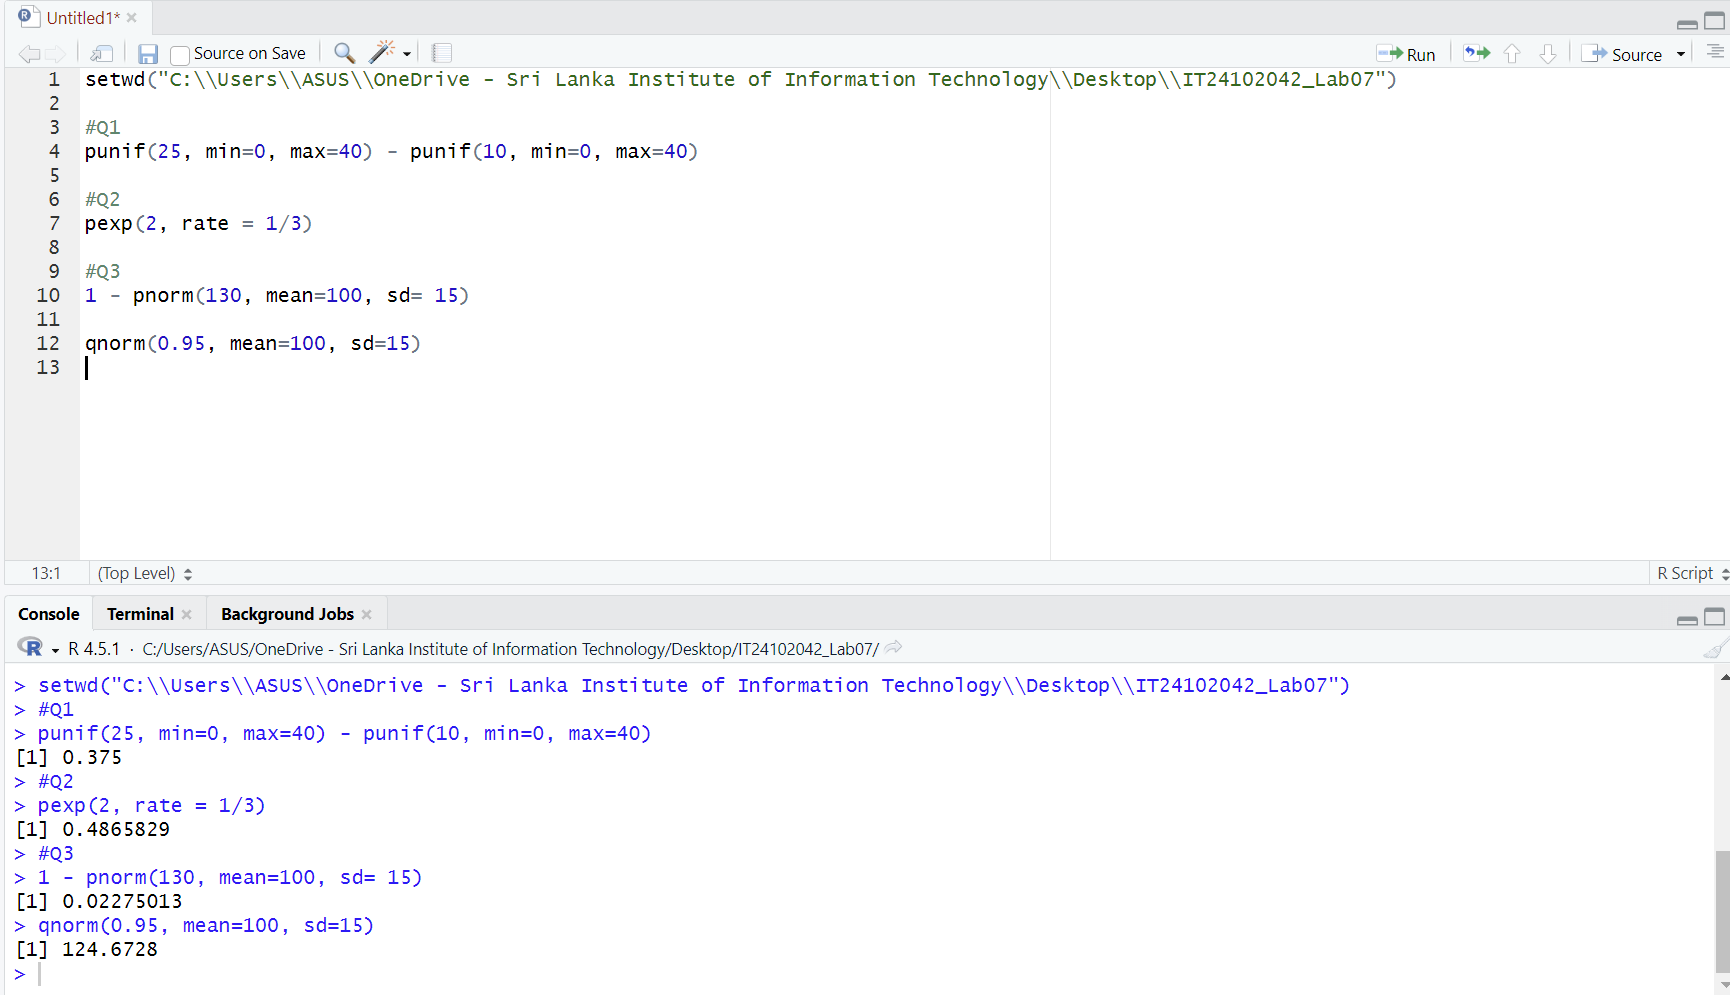 Untitled1*
Source on Save
Run
Source
1 setwd("C:\\Users\\ASUS\\OneDrive - Sri Lanka Institute of Information Technology\\Desktop\\IT24102042_Lab07")
2
3 #Q1
4 punif(25, min=0, max=40) - punif(10, min=0, max=40)
5
6 #Q2
7 pexp(2, rate = 1/3)
8
9 #Q3
10 1 - pnorm(130, mean=100, sd= 15)
11
12 qnorm(0.95, mean=100, sd=15)
13
13:1 (Top Level) R Script
Console Terminal Background Jobs
R 4.5.1 · C:/Users/ASUS/OneDrive - Sri Lanka Institute of Information Technology/Desktop/IT24102042_Lab07/
> setwd("C:\\Users\\ASUS\\OneDrive - Sri Lanka Institute of Information Technology\\Desktop\\IT24102042_Lab07")
> #Q1
> punif(25, min=0, max=40) - punif(10, min=0, max=40)
[1] 0.375
> #Q2
> pexp(2, rate = 1/3)
[1] 0.4865829
> #Q3
> 1 - pnorm(130, mean=100, sd= 15)
[1] 0.02275013
> qnorm(0.95, mean=100, sd=15)
[1] 124.6728
>